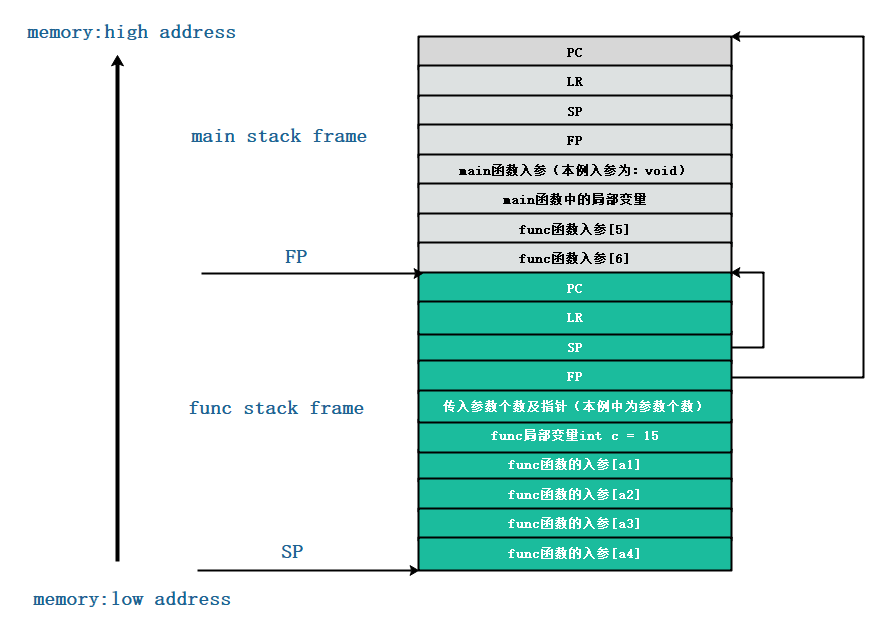 memory:high address
PC
LR
SP
FP
main stack frame
main函数入参（本例入参为：void）
main函数中的局部变量
func函数入参[5]
func函数入参[6]
FP
PC
LR
SP
FP
func stack frame
传入参数个数及指针（本例中为参数个数）
func局部变量int c = 15
func函数的入参[a1]
func函数的入参[a2]
func函数的入参[a3]
func函数的入参[a4]
SP
memory:low address